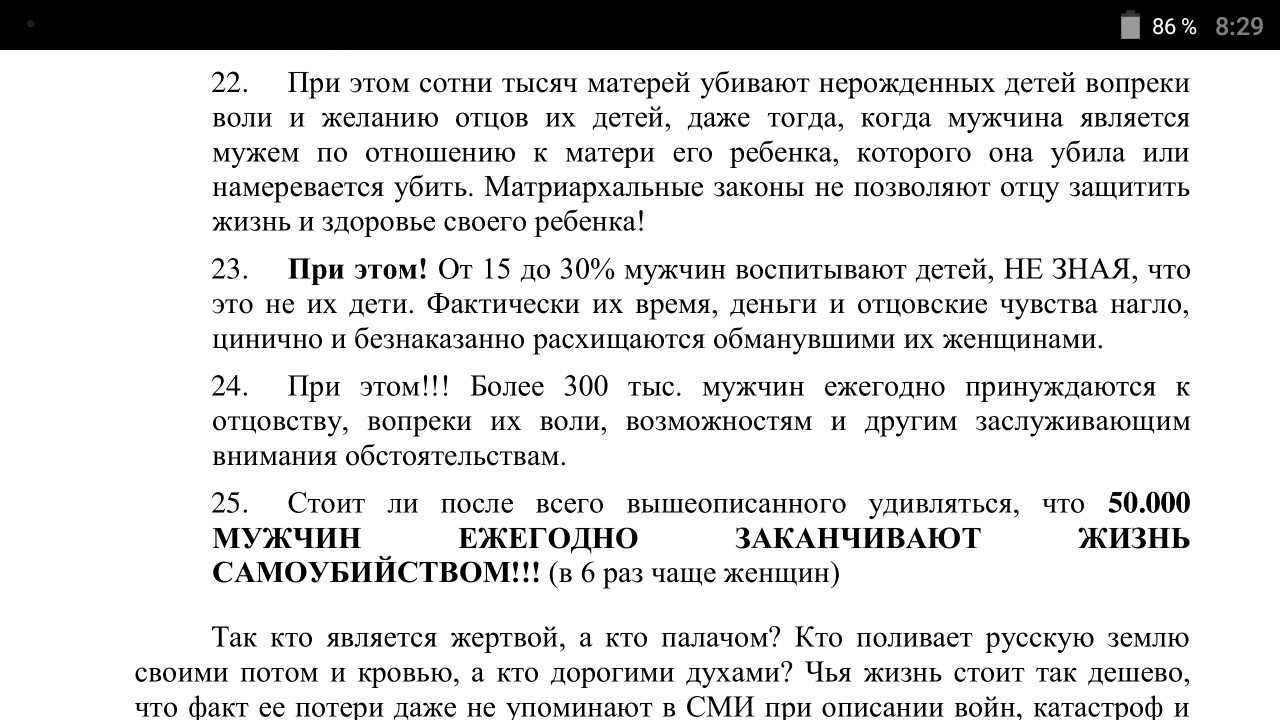 86 % 8:29
22. При этом сотни тысяч матерей убивают нерожденных детей вопреки
воли и желанию отцов их детей, даже тогда, когда мужчина является
мужем по отношению к матери его ребенка, которого она убила или
намеревается убить. Матриархальные законы не позволяют отцу защитить
жизнь и здоровье своего ребенка!
23. При этом! От 15 до 30% мужчин воспитывают детей, НЕ ЗНАЯ, что
это не их дети. Фактически их время, деньги и отцовские чувства нагло,
цинично и безнаказанно расхищаются обманувшими их женщинами.
24. При этом!!! Более 300 тыс. мужчин ежегодно принуждаются к
отцовству, вопреки их воли, возможностям и другим заслуживающим
внимания обстоятельствам.
25. Стоит ли после всего вышеописанного удивляться, что 50.000
МУЖЧИН ЕЖЕГОДНО ЗАКАНЧИВАЮТ ЖИЗНЬ
САМОУБИЙСТВОМ!!! (в 6 раз чаще женщин)
Так кто является жертвой, а кто палачом? Кто поливает русскую землю
своими потом и кровью, а кто дорогими духами? Чья жизнь стоит так дешево,
что факт ее потери даже не упоминают в СМИ при описании войн, катастроф и